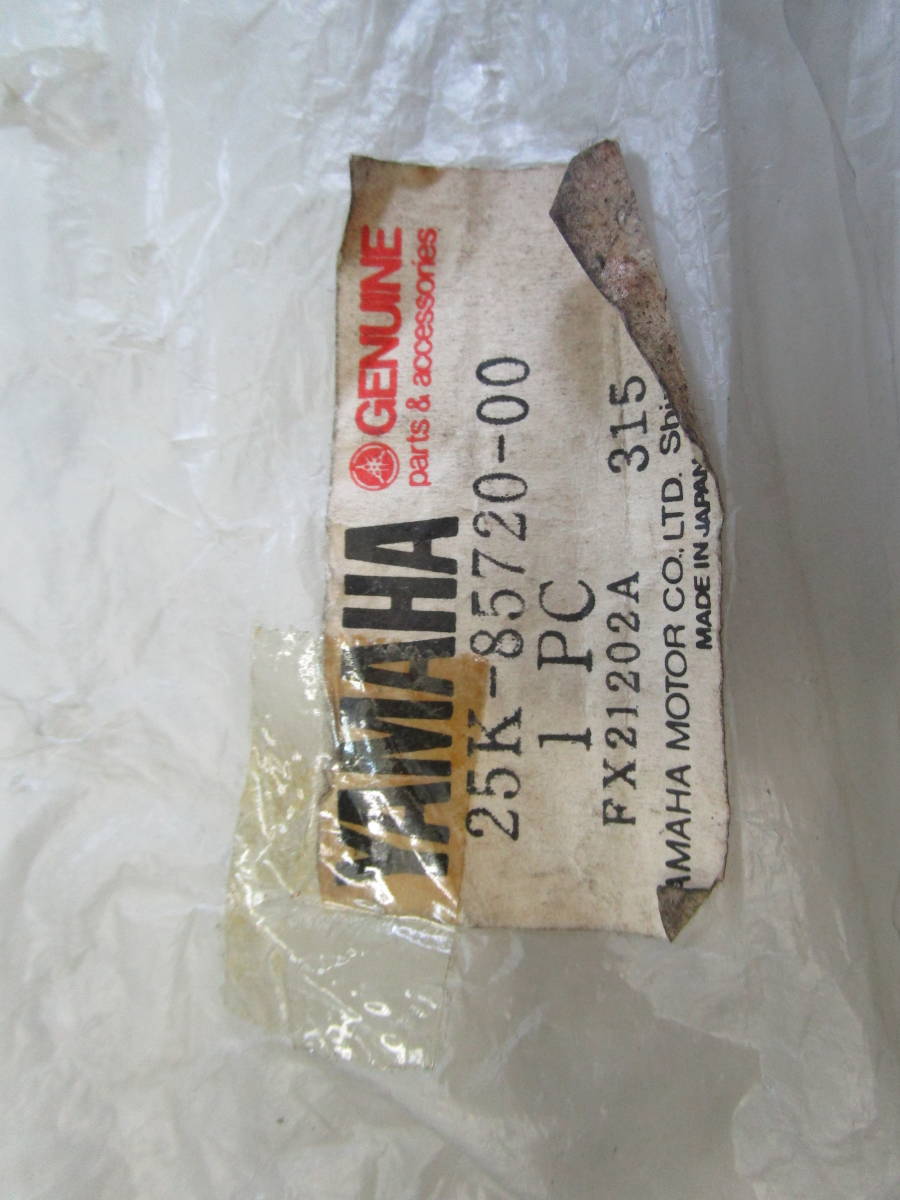 YAMAHA GENUINE
parts & accessories
25K-85720-00
1 PC
FX21202A 315
AMAHA MOTOR CO., LTD.
MADE IN JAPAN